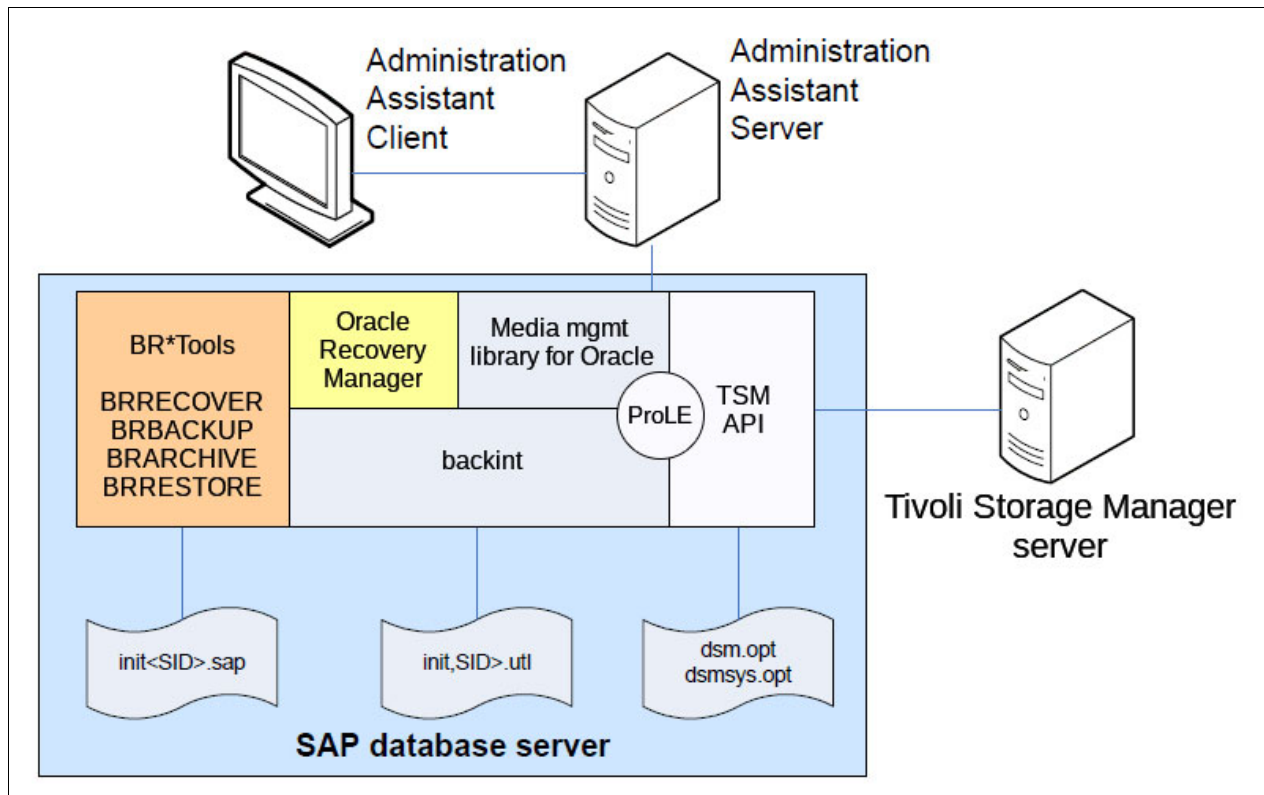 Administration
Assistant
Client
Administration
Assistant
Server
BR*Tools
BRRECOVER
BRBACKUP
BRARCHIVE
BRRESTORE
Oracle
Recovery
Manager
Media mgmt
library for Oracle
ProLE
TSM
API
backint
Tivoli Storage Manager
server
init<SID>.sap
init,SID>.utl
dsm.opt
dsmsys.opt
SAP database server